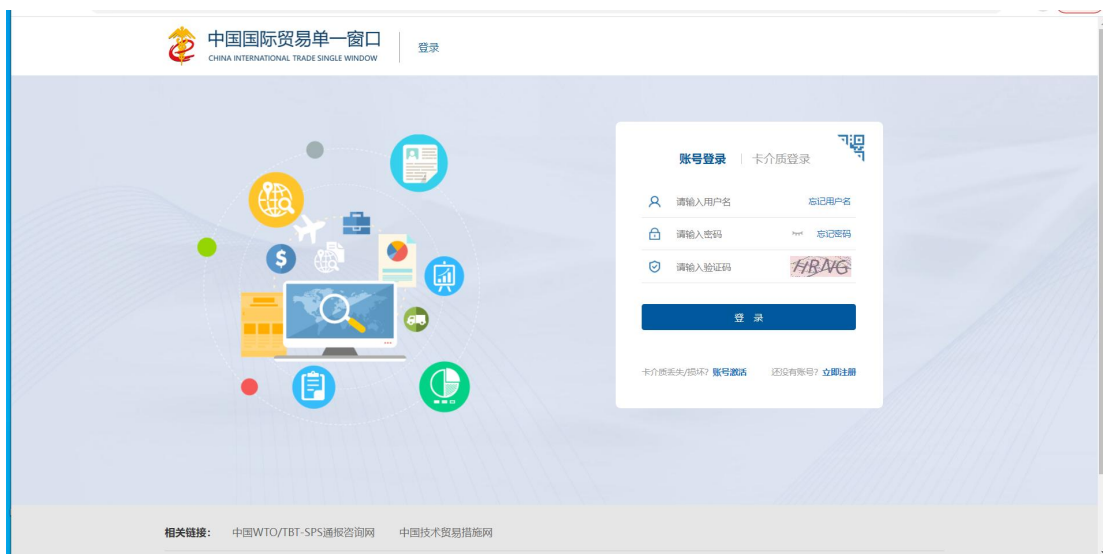 中国国际贸易单一窗口
CHINA INTERNATIONAL TRADE SINGLE WINDOW
登录
账号登录
卡介质登录
请输入用户名 忘记用户名
请输入密码 忘记密码
请输入验证码 HRNG
登 录
卡介质丢失/损坏? 账号激活 还没有账号? 立即注册
相关链接: 中国WTO/TBT-SPS通报咨询网 中国技术贸易措施网